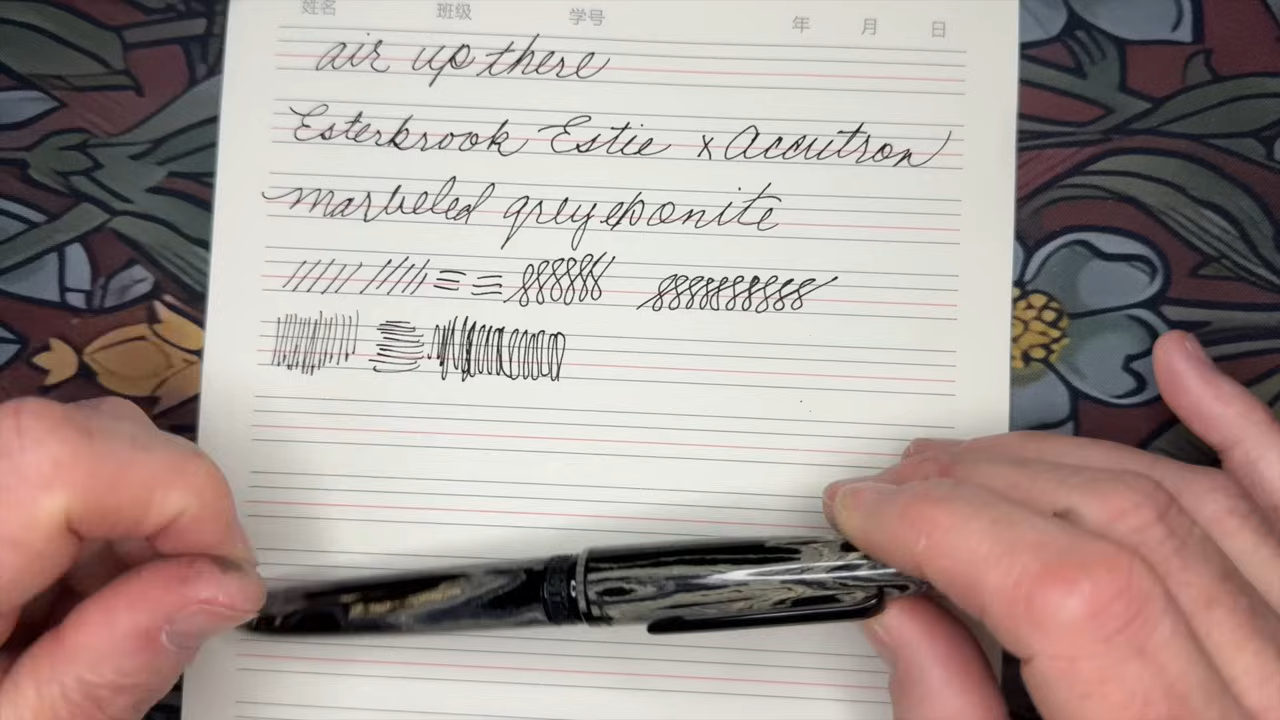 姓名 班级 学号 年 月 日
air up there
Esterbrook Estie x Accutron
marbeled grey ebonite